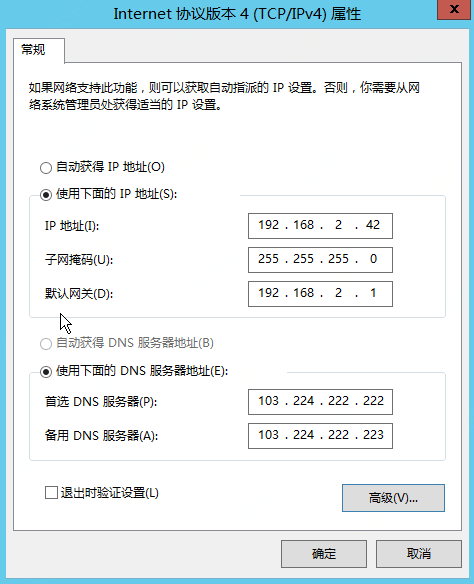 Internet 协议版本 4 (TCP/IPv4) 属性
x
常规
如果网络支持此功能，则可以获取自动指派的 IP 设置。否则，你需要从网
络系统管理员处获得适当的 IP 设置。
自动获得 IP 地址(O)
使用下面的 IP 地址(S):
IP 地址(I): 192 . 168 . 2 . 42
子网掩码(U): 255 . 255 . 255 . 0
默认网关(D): 192 . 168 . 2 . 1
自动获得 DNS 服务器地址(B)
使用下面的 DNS 服务器地址(E):
首选 DNS 服务器(P): 103 . 224 . 222 . 222
备用 DNS 服务器(A): 103 . 224 . 222 . 223
退出时验证设置(L)
高级(V)...
确定 取消